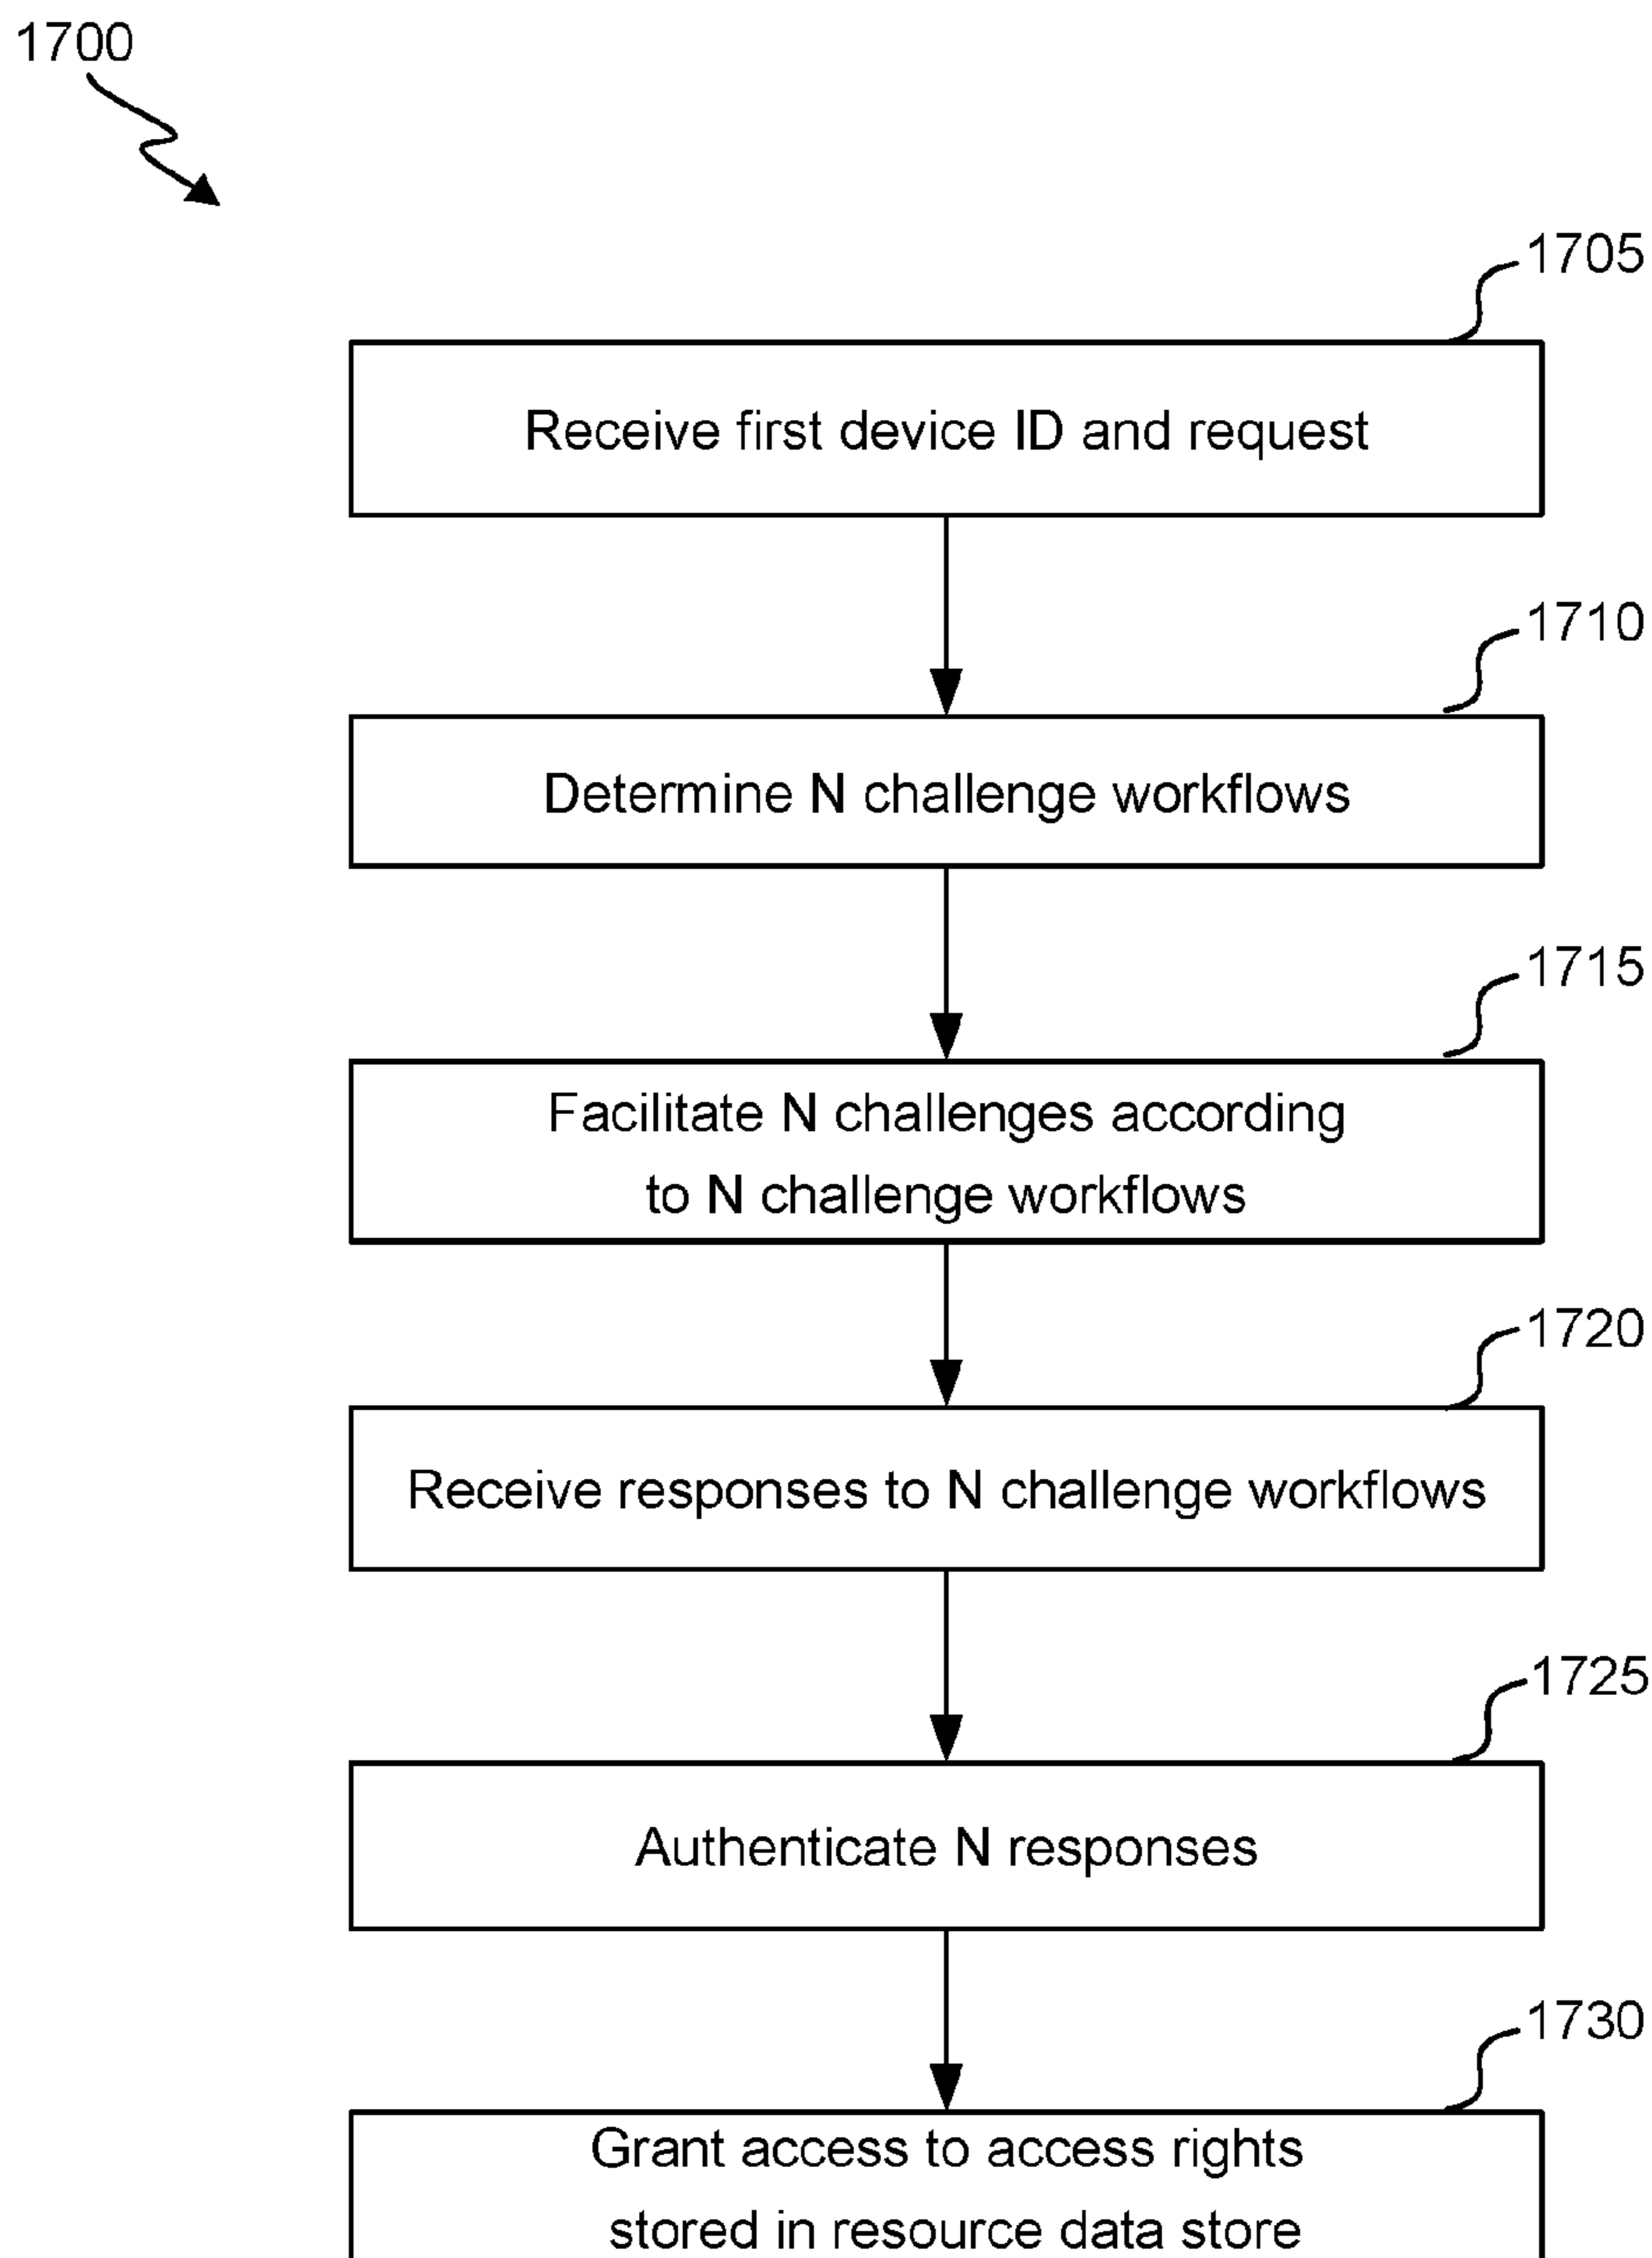 1700
1705
Receive first device ID and request
1710
Determine N challenge workflows
1715
Facilitate N challenges according
to N challenge workflows
1720
Receive responses to N challenge workflows
1725
Authenticate N responses
1730
Grant access to access rights
stored in resource data store